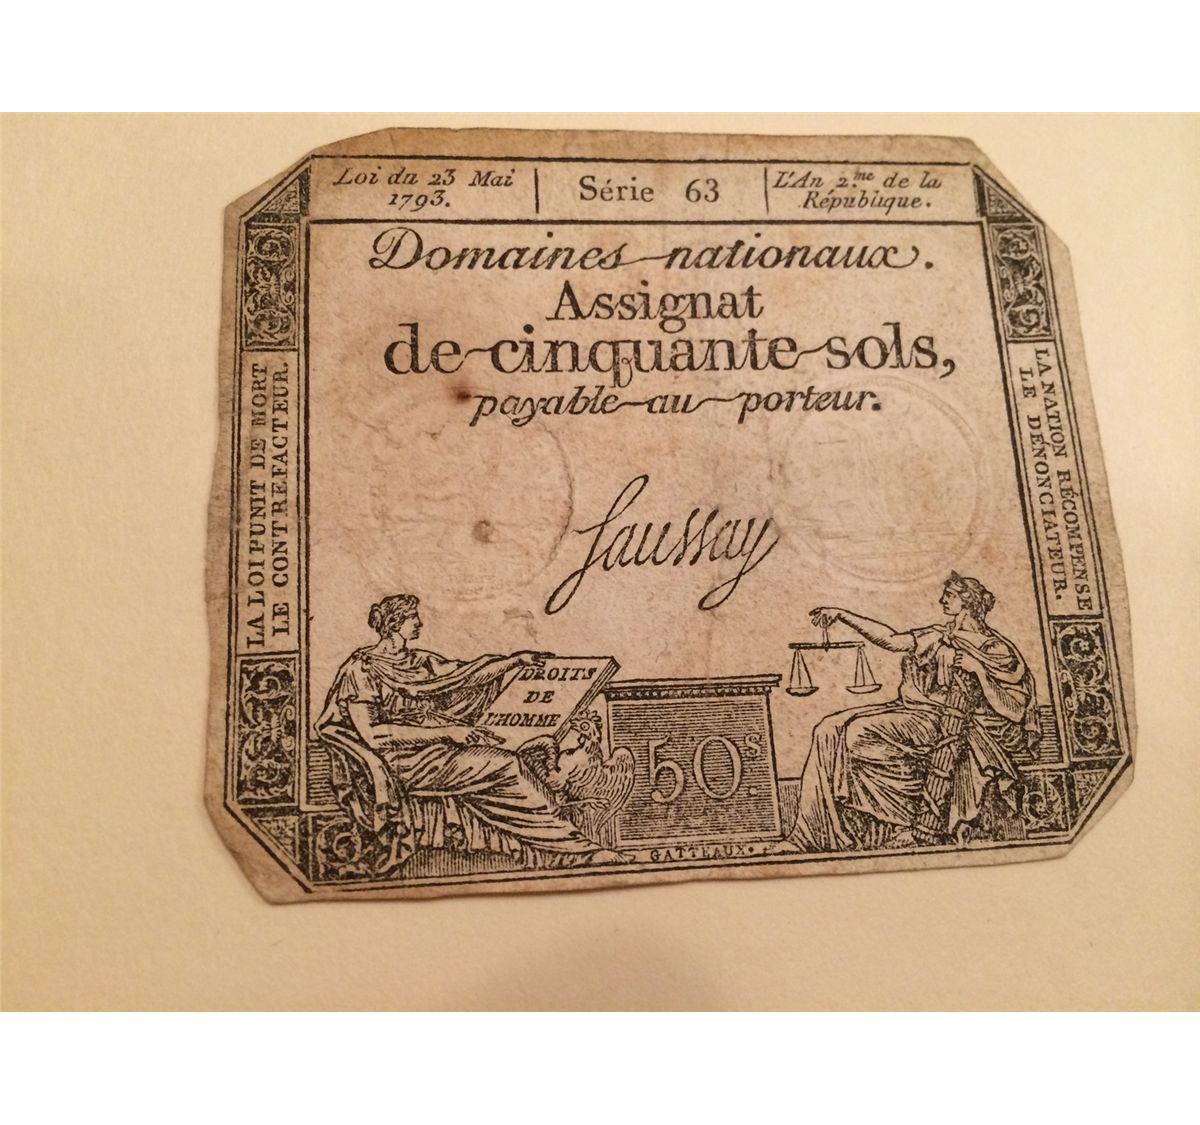 Loi du 23 Mai
1793.
Série 63
L'An 2.me de la
République.
Domaines nationaux.
Assignat
de cinquante sols,
payable au porteur.
LA LOI PUNIT DE MORT
LE CONTREFACTEUR.
LA NATION RÉCOMPENSE
LE DÉNONCIATEUR.
Saussay
DROITS
DE
L'HOMME
50.s
GATTEAUX.